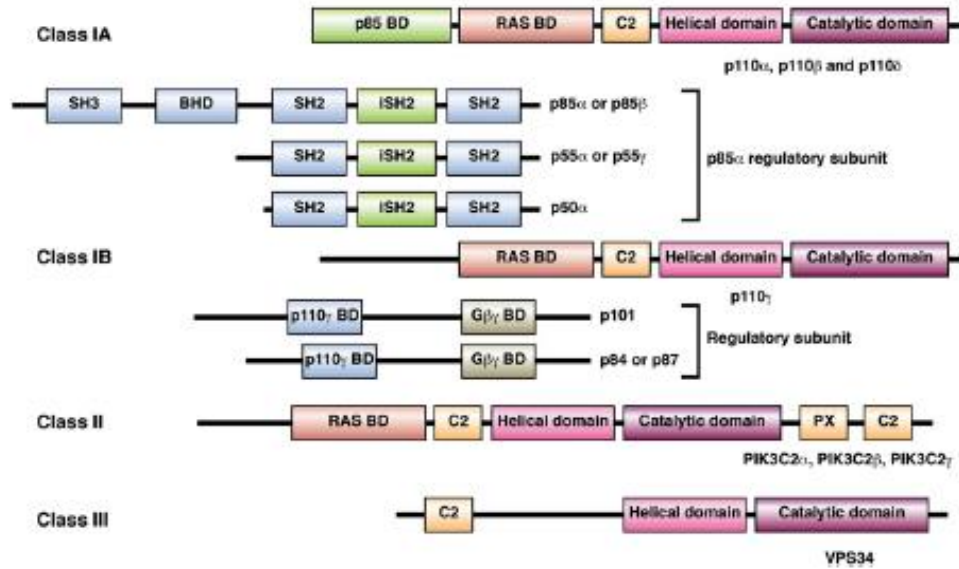 Class IA
p85 BD RAS BD C2 Helical domain Catalytic domain
p110α, p110β and p110δ
SH3 BHD SH2 iSH2 SH2 p85α or p85β
SH2 iSH2 SH2 p55α or p55γ
p85α regulatory subunit
SH2 iSH2 SH2 p50α
Class IB
RAS BD C2 Helical domain Catalytic domain
p110γ
p110γ BD Gβγ BD p101
Regulatory subunit
p110γ BD Gβγ BD p84 or p87
Class II
RAS BD C2 Helical domain Catalytic domain PX C2
PIK3C2α, PIK3C2β, PIK3C2γ
Class III
C2 Helical domain Catalytic domain
VPS34